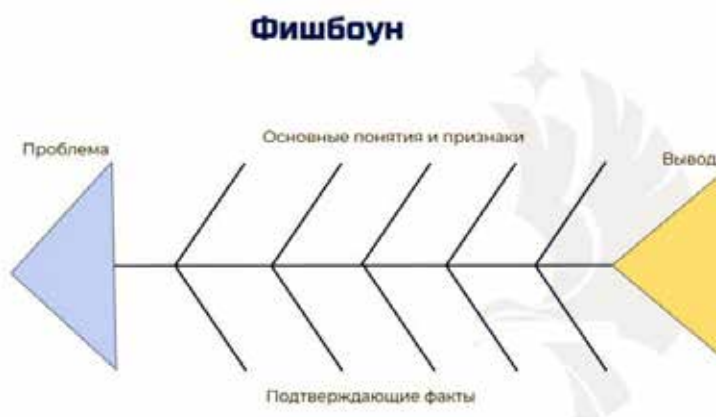 Фишбоун
Проблема
Основные понятия и признаки
Вывод
Подтверждающие факты